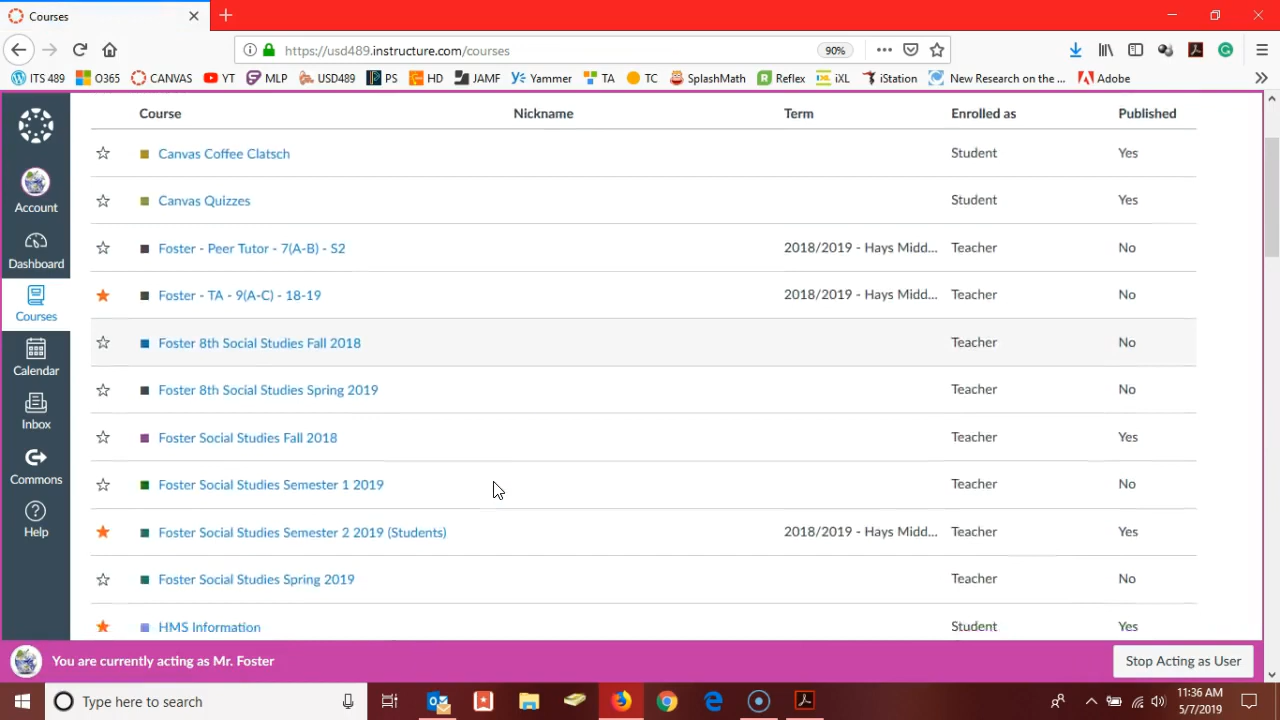 Courses
https://usd489.instructure.com/courses
90%
ITS 489
O365
CANVAS
YT
MLP
USD489
PS
HD
JAMF
Yammer
TA
TC
SplashMath
Reflex
iXL
iStation
New Research on the ...
Adobe
Course Nickname Term Enrolled as Published
Canvas Coffee Clatsch Student Yes
Canvas Quizzes Student Yes
Foster - Peer Tutor - 7(A-B) - S2 2018/2019 - Hays Midd... Teacher No
Foster - TA - 9(A-C) - 18-19 2018/2019 - Hays Midd... Teacher No
Foster 8th Social Studies Fall 2018 Teacher No
Foster 8th Social Studies Spring 2019 Teacher No
Foster Social Studies Fall 2018 Teacher Yes
Foster Social Studies Semester 1 2019 Teacher No
Foster Social Studies Semester 2 2019 (Students) 2018/2019 - Hays Midd... Teacher Yes
Foster Social Studies Spring 2019 Teacher No
HMS Information Student Yes
Account
Dashboard
Courses
Calendar
Inbox
Commons
Help
You are currently acting as Mr. Foster
Stop Acting as User
Type here to search
11:36 AM
5/7/2019